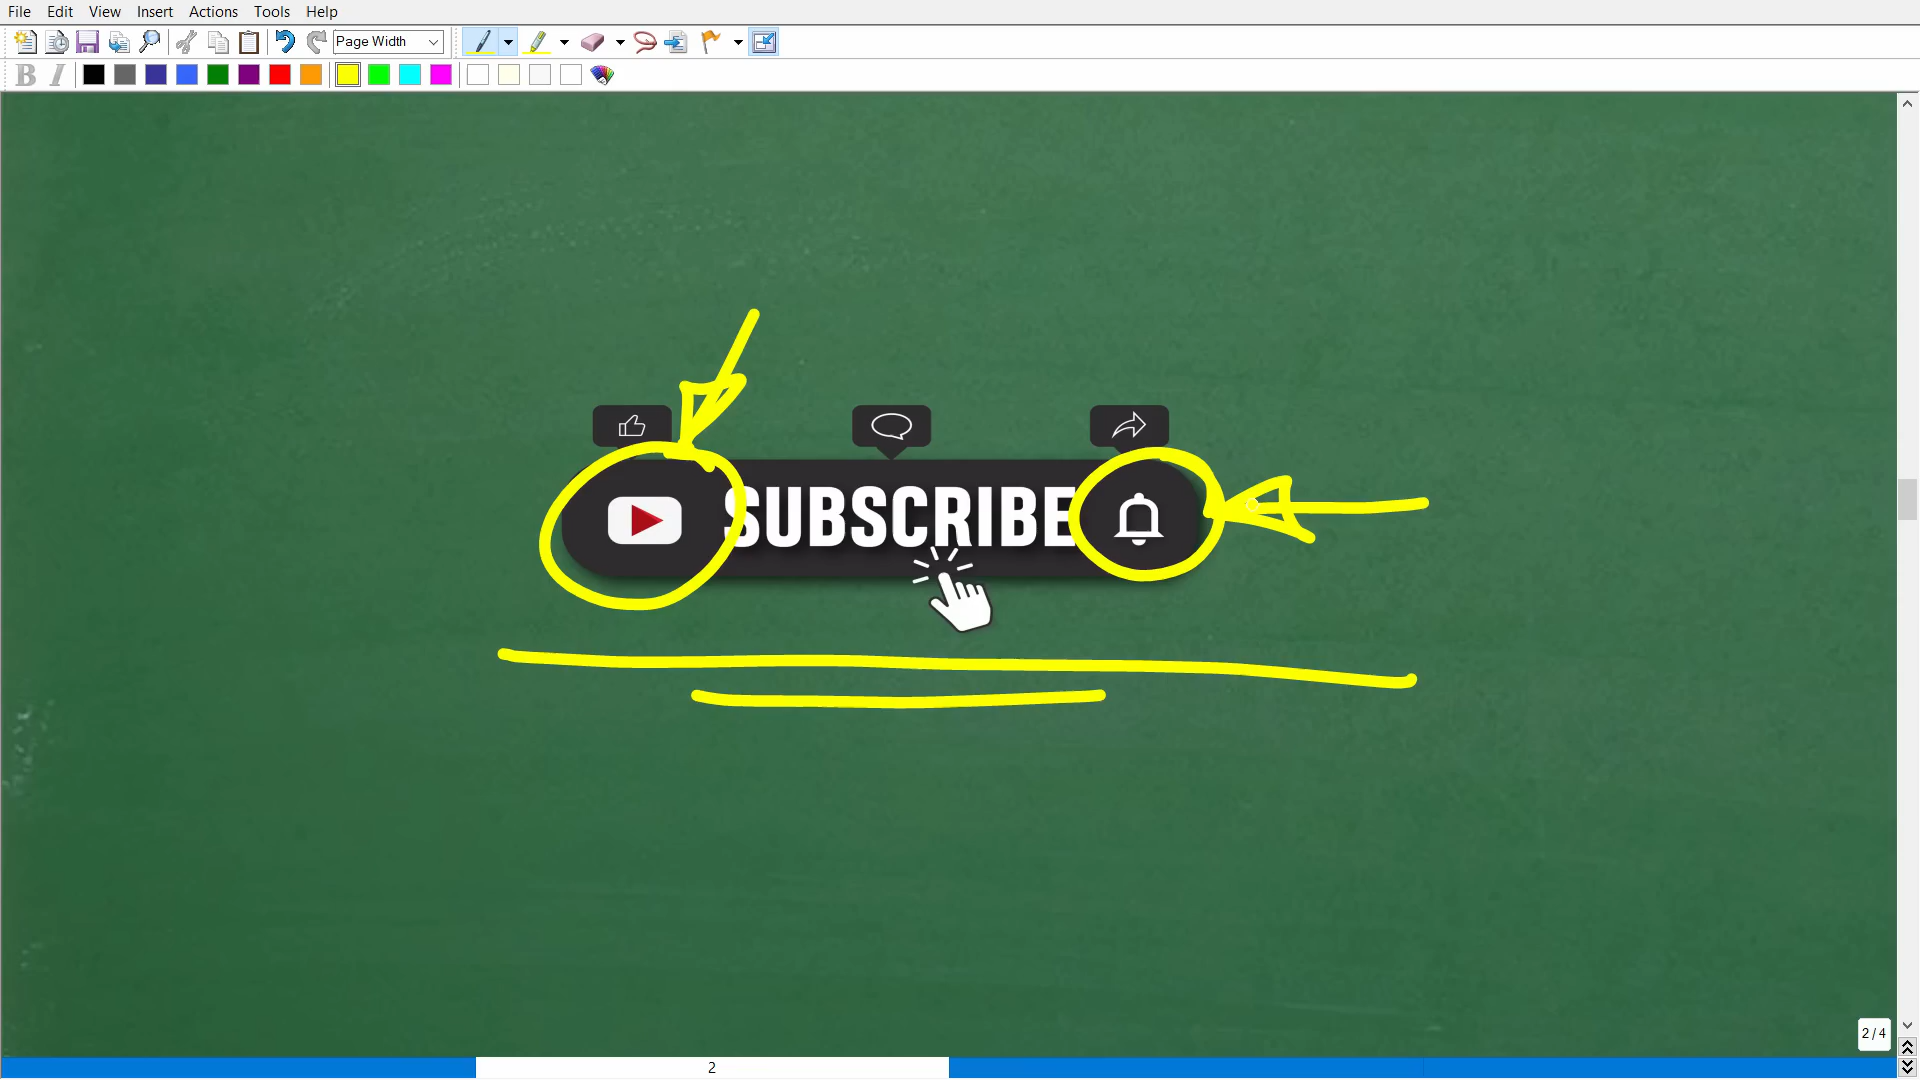 File Edit View Insert Actions Tools Help
Page Width
B I
SUBSCRIBE
2 / 4
2